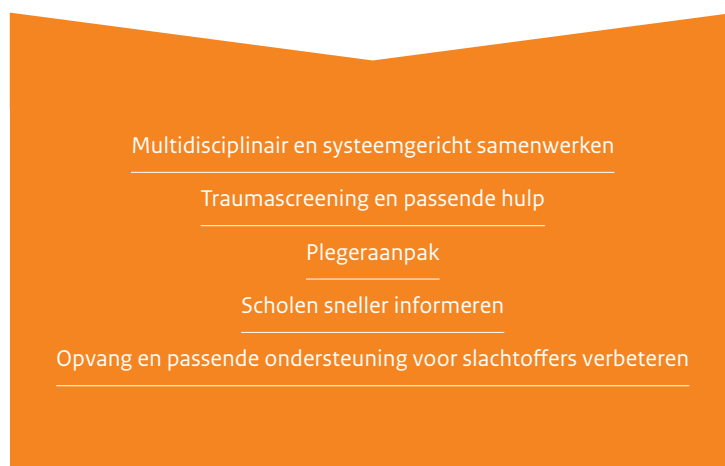 Multidisciplinair en systeemgericht samenwerken
Traumascreening en passende hulp
Plegeraanpak
Scholen sneller informeren
Opvang en passende ondersteuning voor slachtoffers verbeteren